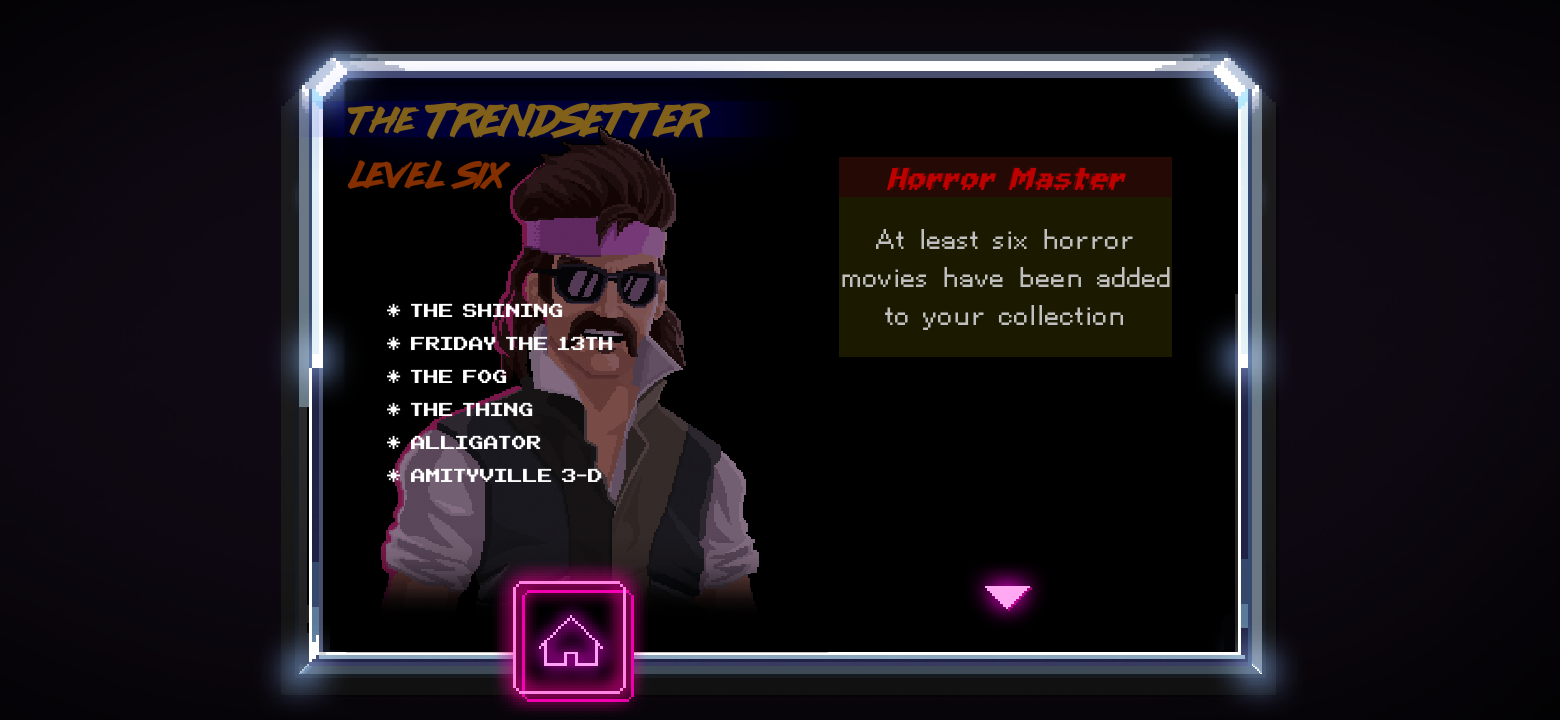 THE TRENDSETTER
LEVEL SIX
* THE SHINING
* FRIDAY THE 13TH
* THE FOG
* THE THING
* ALLIGATOR
* AMITYVILLE 3-D
Horror Master
At least six horror
movies have been added
to your collection